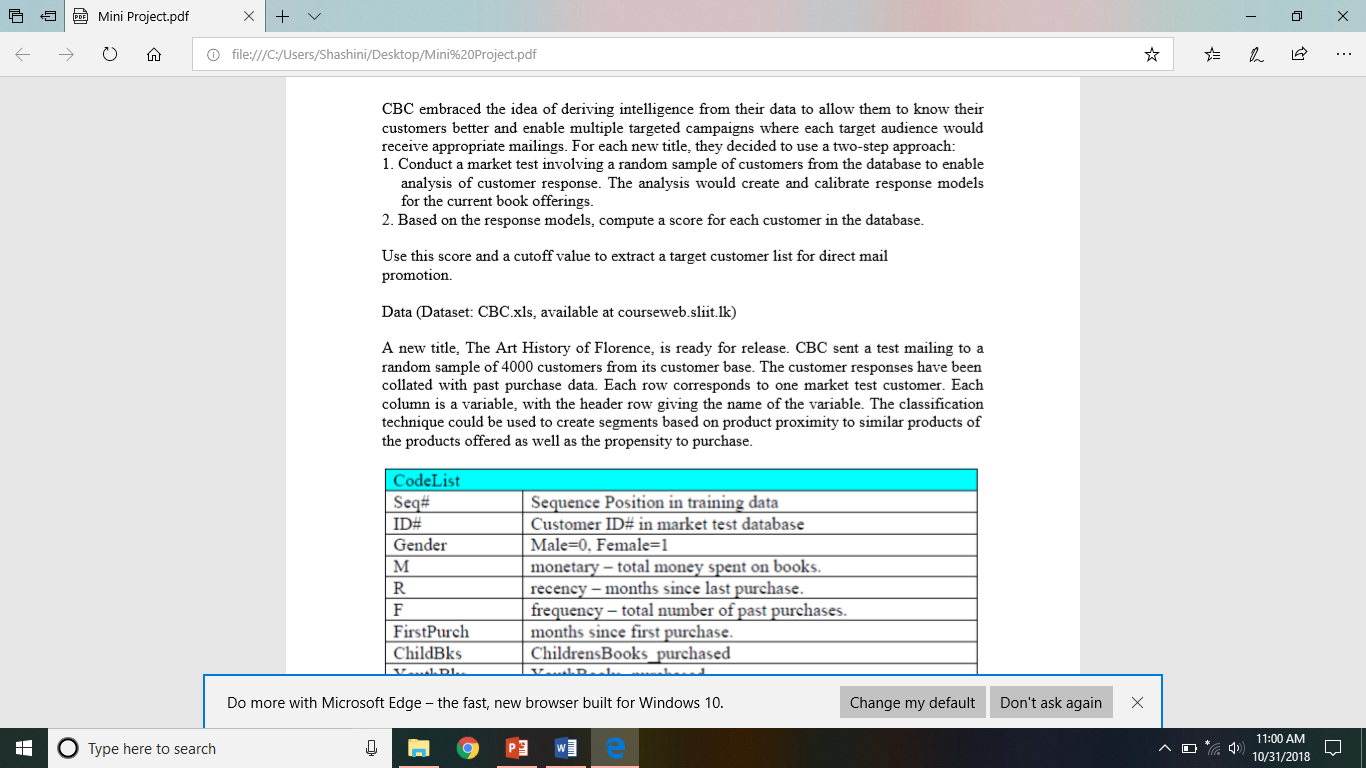 Mini Project.pdf
file:///C:/Users/Shashini/Desktop/Mini%20Project.pdf
CBC embraced the idea of deriving intelligence from their data to allow them to know their
customers better and enable multiple targeted campaigns where each target audience would
receive appropriate mailings. For each new title, they decided to use a two-step approach:
1. Conduct a market test involving a random sample of customers from the database to enable
analysis of customer response. The analysis would create and calibrate response models
for the current book offerings.
2. Based on the response models, compute a score for each customer in the database.
Use this score and a cutoff value to extract a target customer list for direct mail
promotion.
Data (Dataset: CBC.xls, available at courseweb.sliit.lk)
A new title, The Art History of Florence, is ready for release. CBC sent a test mailing to a
random sample of 4000 customers from its customer base. The customer responses have been
collated with past purchase data. Each row corresponds to one market test customer. Each
column is a variable, with the header row giving the name of the variable. The classification
technique could be used to create segments based on product proximity to similar products of
the products offered as well as the propensity to purchase.
CodeList
Seq# Sequence Position in training data
ID# Customer ID# in market test database
Gender Male=0, Female=1
M monetary – total money spent on books.
R recency – months since last purchase.
F frequency – total number of past purchases.
FirstPurch months since first purchase.
ChildBks ChildrensBooks_purchased
Do more with Microsoft Edge – the fast, new browser built for Windows 10.
Change my default
Don't ask again
Type here to search
11:00 AM
10/31/2018